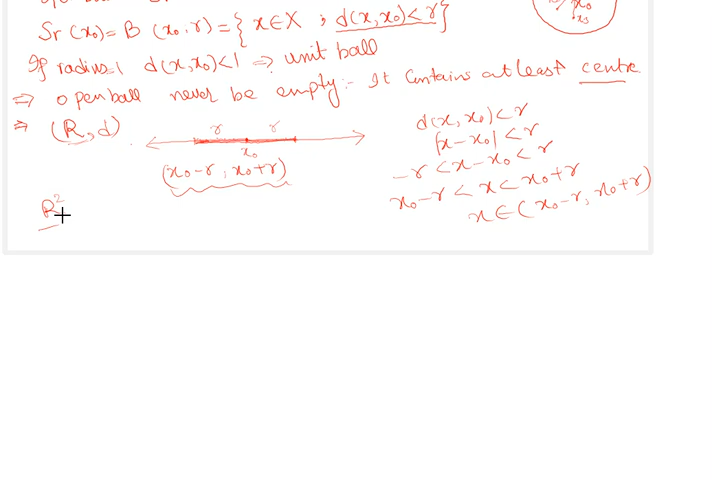 Sr(x₀) = B(x₀, r) = { x ∈ X ; d(x, x₀) < r }
x₀
If radius 1 d(x, x₀) < 1 ⇒ unit ball
⇒ open ball never be empty :- It contains atleast centre
⇒ (R, d)
r r
x₀
(x₀-r, x₀+r)
d(x, x₀) < r
|x - x₀| < r
-r < x - x₀ < r
x₀ - r < x < x₀ + r
x ∈ (x₀ - r, x₀ + r)
R²